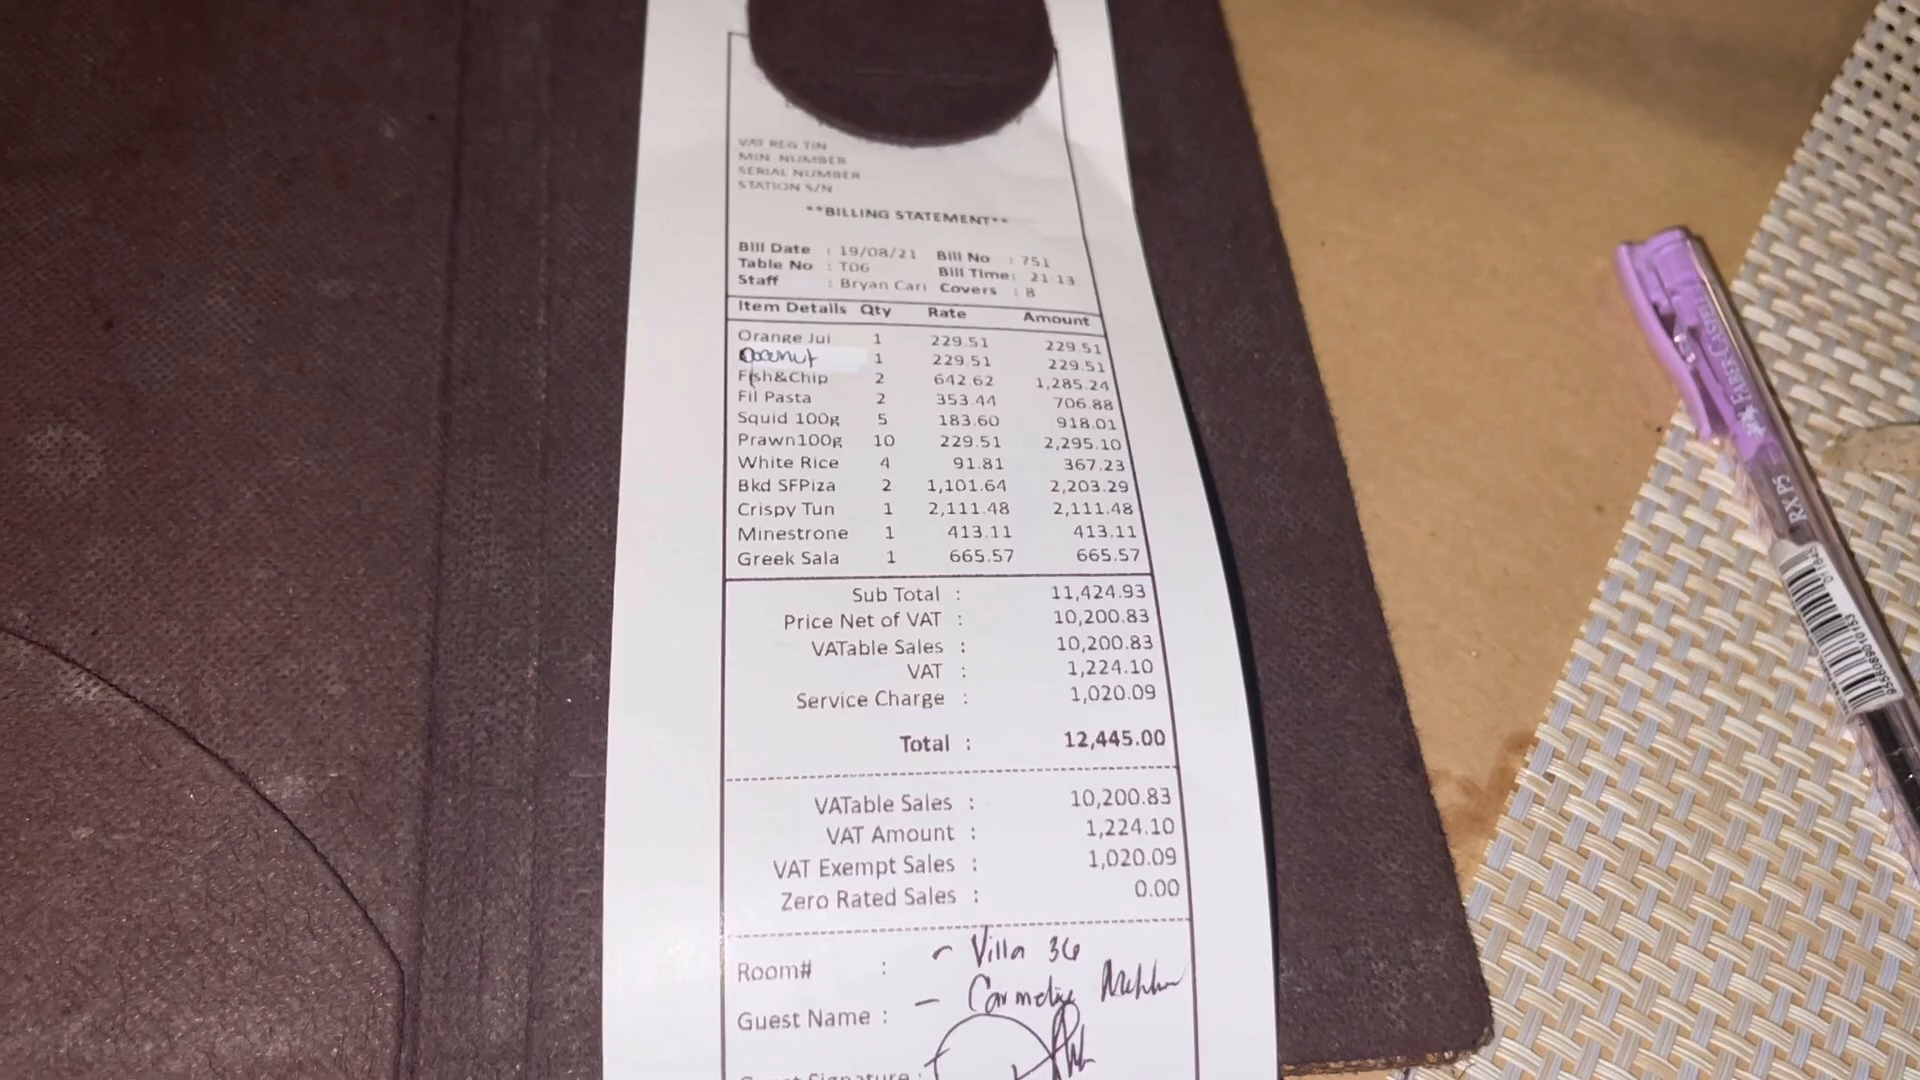 VAT REG TIN
MIN NUMBER
SERIAL NUMBER
STATION S/N
**BILLING STATEMENT**
Bill Date : 19/08/21 Bill No : 751
Table No : T06 Bill Time: 21:13
Staff : Bryan Cari Covers : 8
Item Details Qty Rate Amount
Orange Jui 1 229.51 229.51
Coconut 1 229.51 229.51
Fish&Chip 2 642.62 1,285.24
Fil Pasta 2 353.44 706.88
Squid 100g 5 183.60 918.01
Prawn100g 10 229.51 2,295.10
White Rice 4 91.81 367.23
Bkd SFPiza 2 1,101.64 2,203.29
Crispy Tun 1 2,111.48 2,111.48
Minestrone 1 413.11 413.11
Greek Sala 1 665.57 665.57
Sub Total : 11,424.93
Price Net of VAT : 10,200.83
VATable Sales : 10,200.83
VAT : 1,224.10
Service Charge : 1,020.09
Total : 12,445.00
VATable Sales : 10,200.83
VAT Amount : 1,224.10
VAT Exempt Sales : 1,020.09
Zero Rated Sales : 0.00
Room# : - Villa 36
Guest Name : -
Guest Signature :
FABER-CASTELL
RX P5